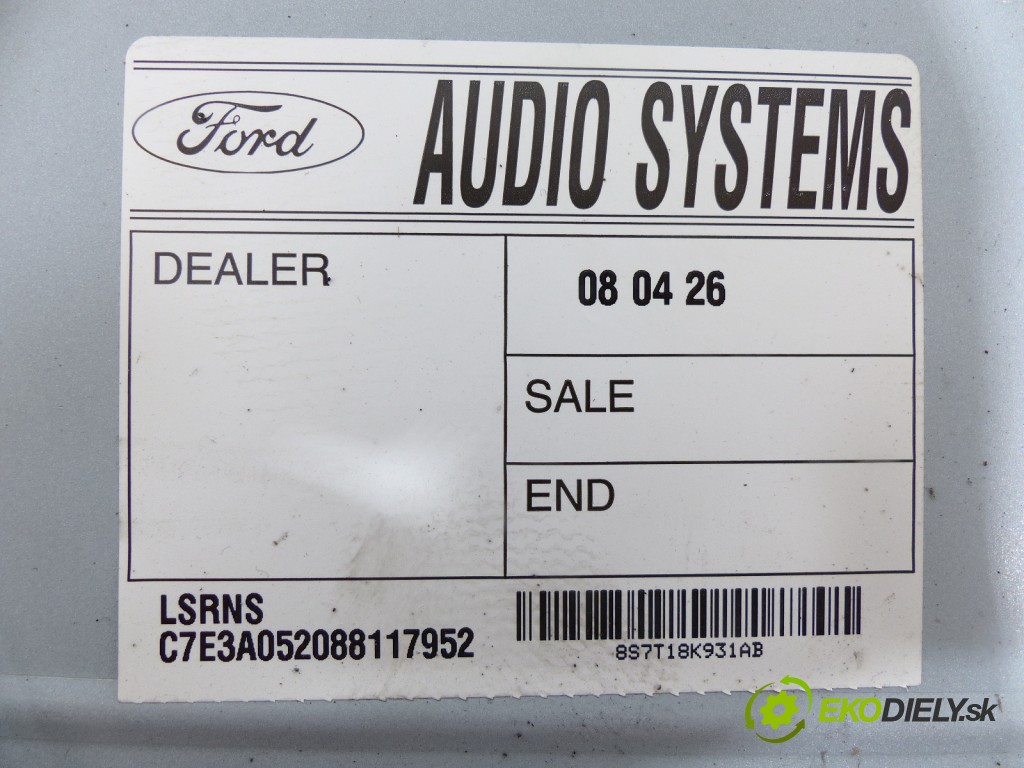 Ford
AUDIO SYSTEMS
DEALER
08 04 26
SALE
END
LSRNS
C7E3A052088117952
8S7T18K931AB
EKODIELY.sk